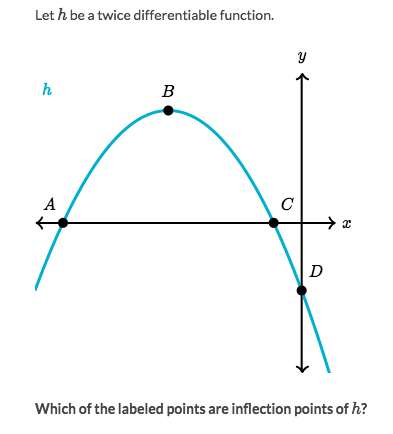 Let h be a twice differentiable function.
y
h
B
A
C
x
D
Which of the labeled points are inflection points of h?